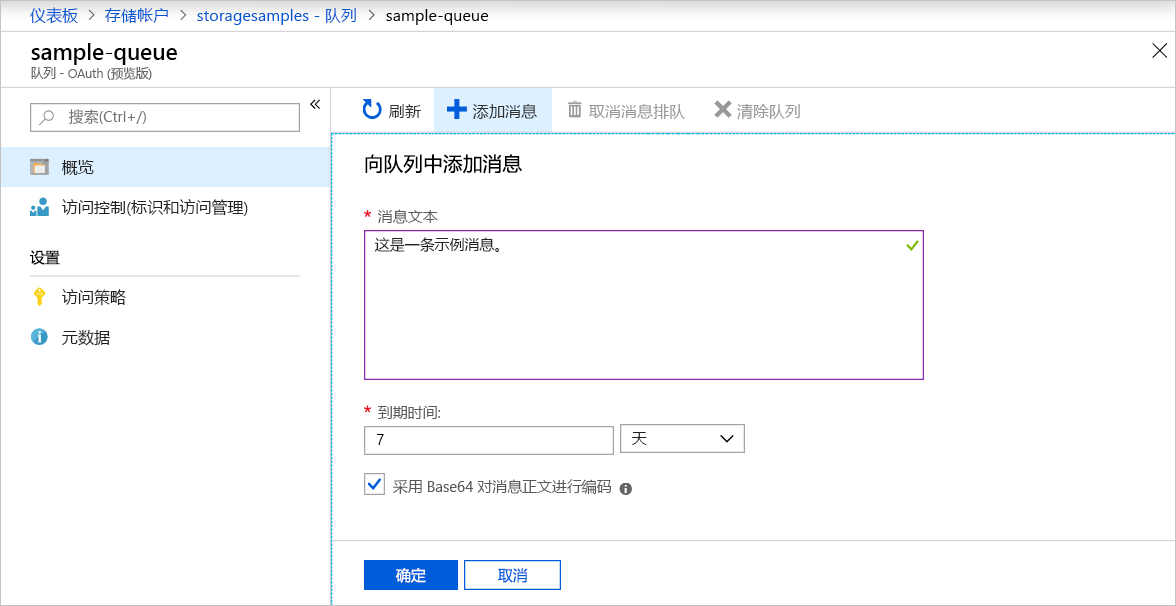 仪表板 > 存储帐户 > storagesamples - 队列 > sample-queue
sample-queue
队列 - OAuth (预览版)
搜索(Ctrl+/)
«
概览
访问控制(标识和访问管理)
设置
访问策略
元数据
刷新 添加消息 取消消息排队 清除队列
向队列中添加消息
* 消息文本
这是一条示例消息。
* 到期时间:
7 天
采用 Base64 对消息正文进行编码
确定 取消